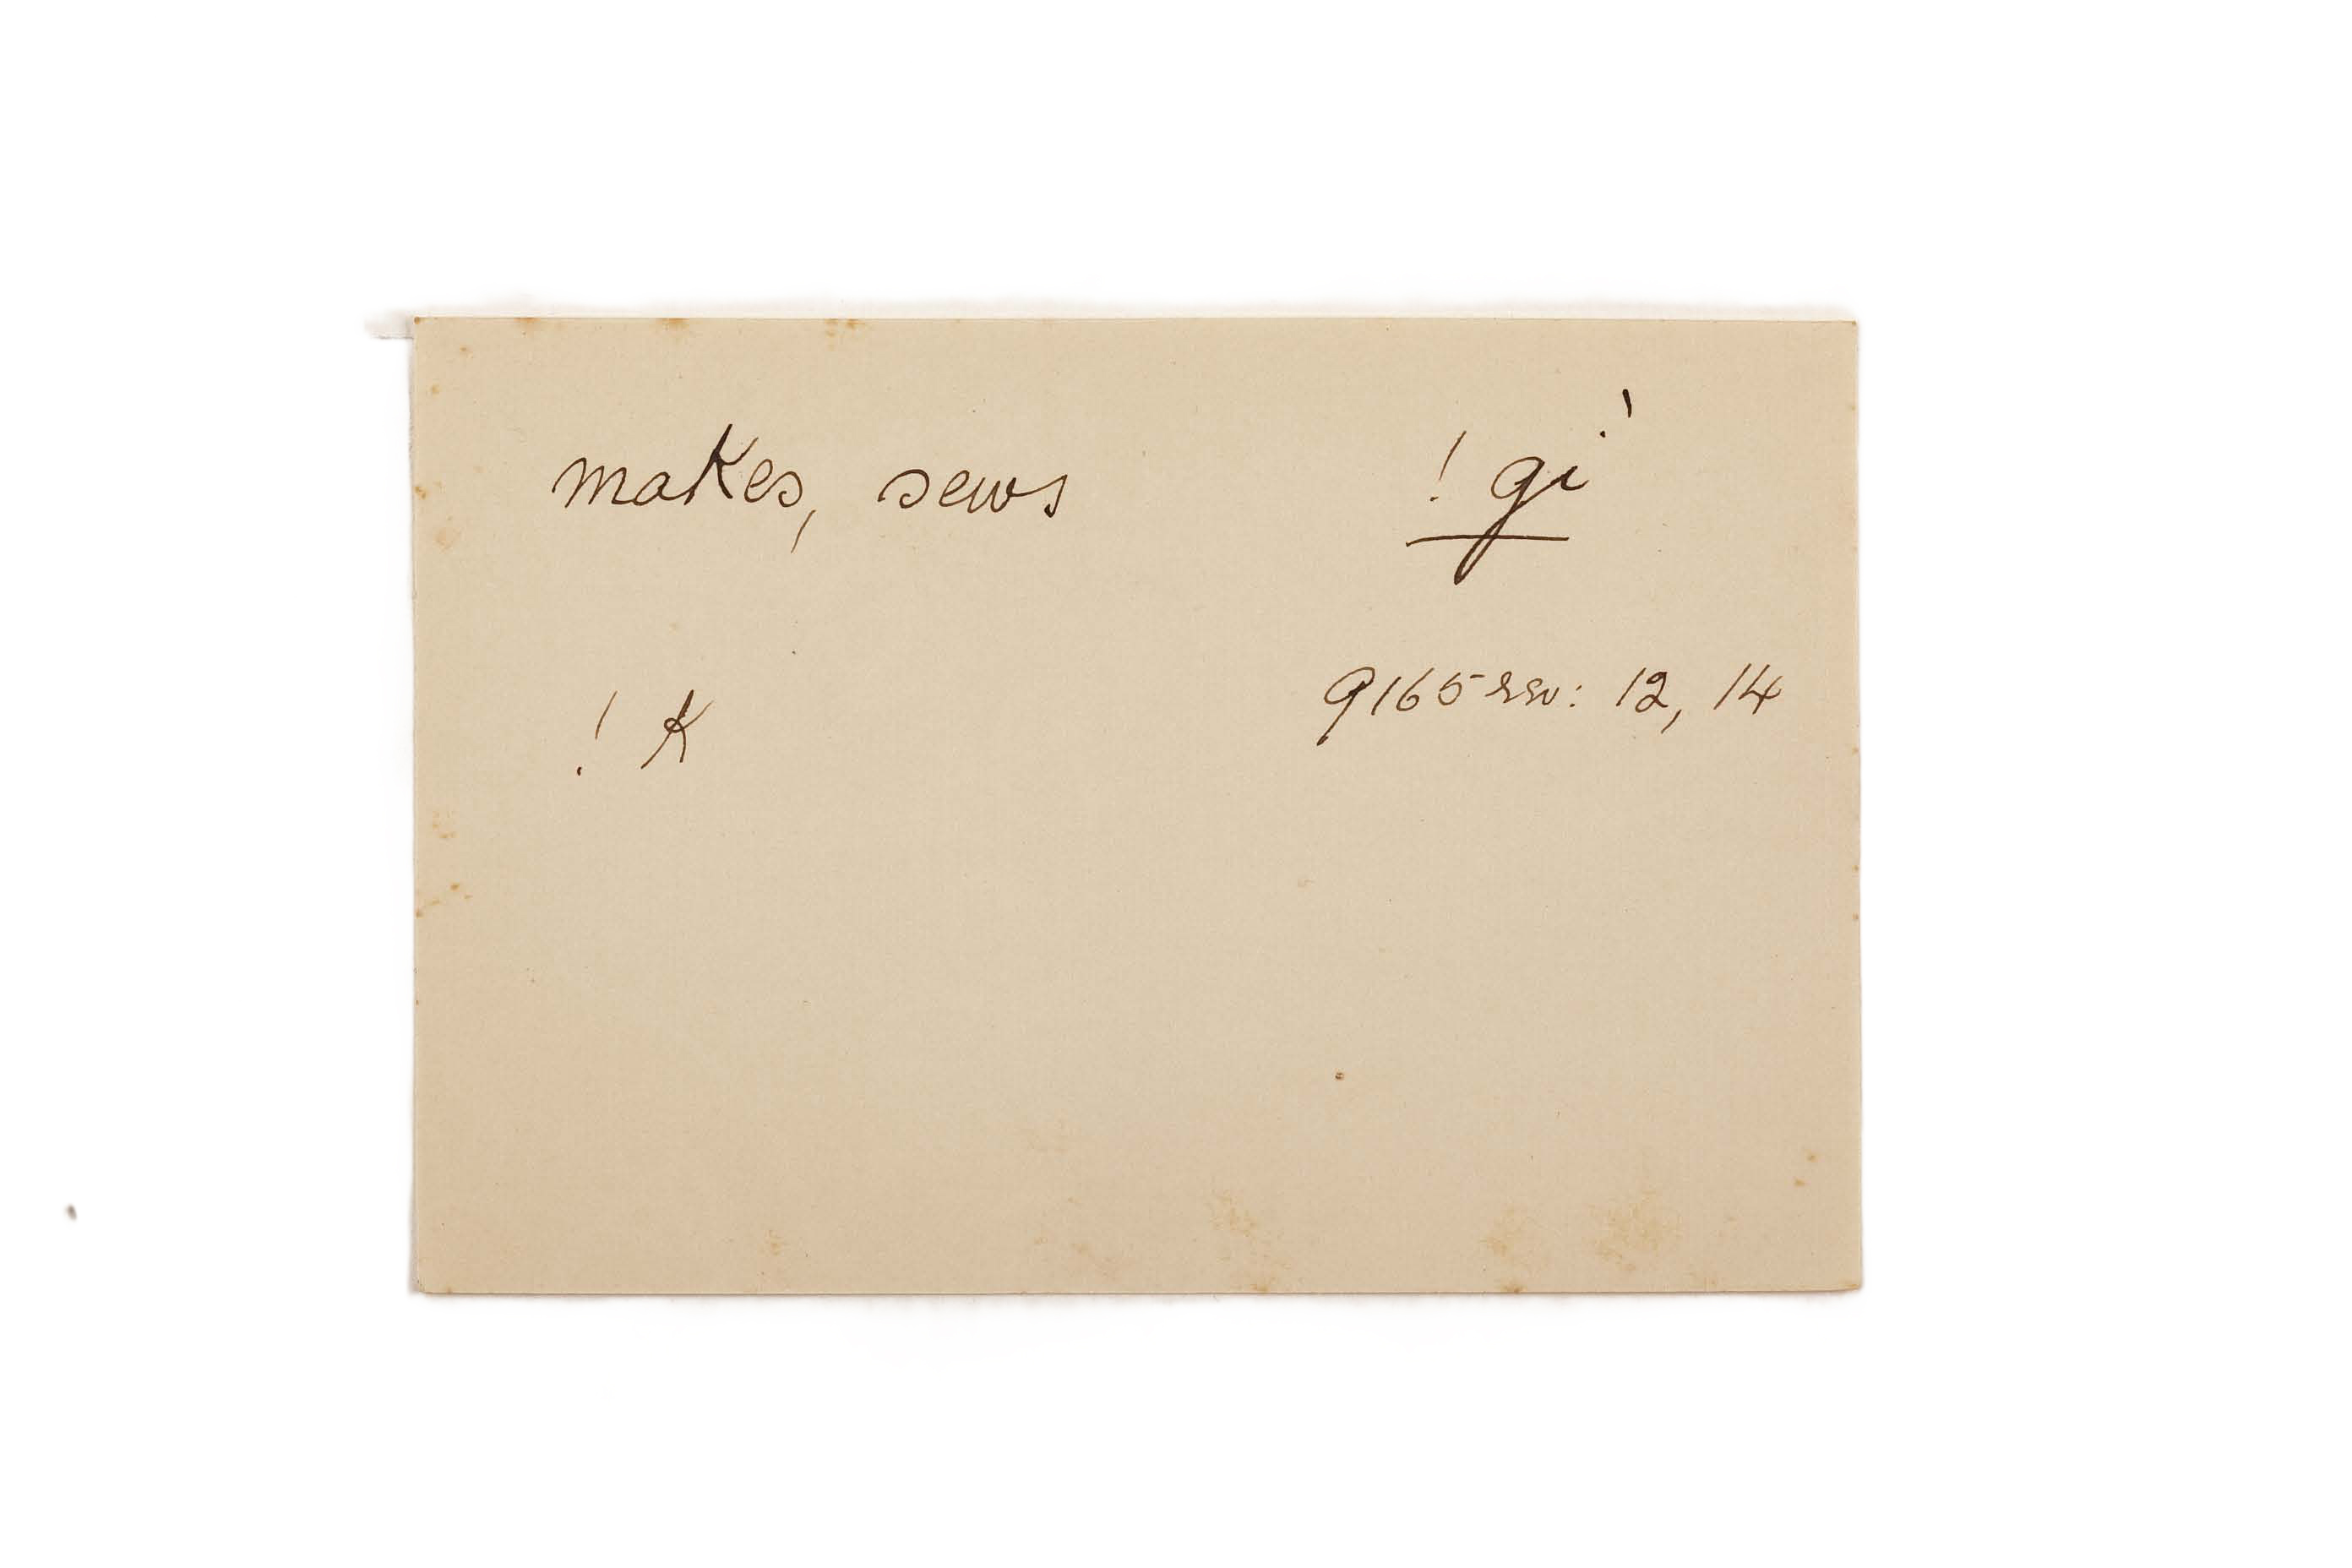 makes, sews ! gi`
9165 rev: 12, 14
! K